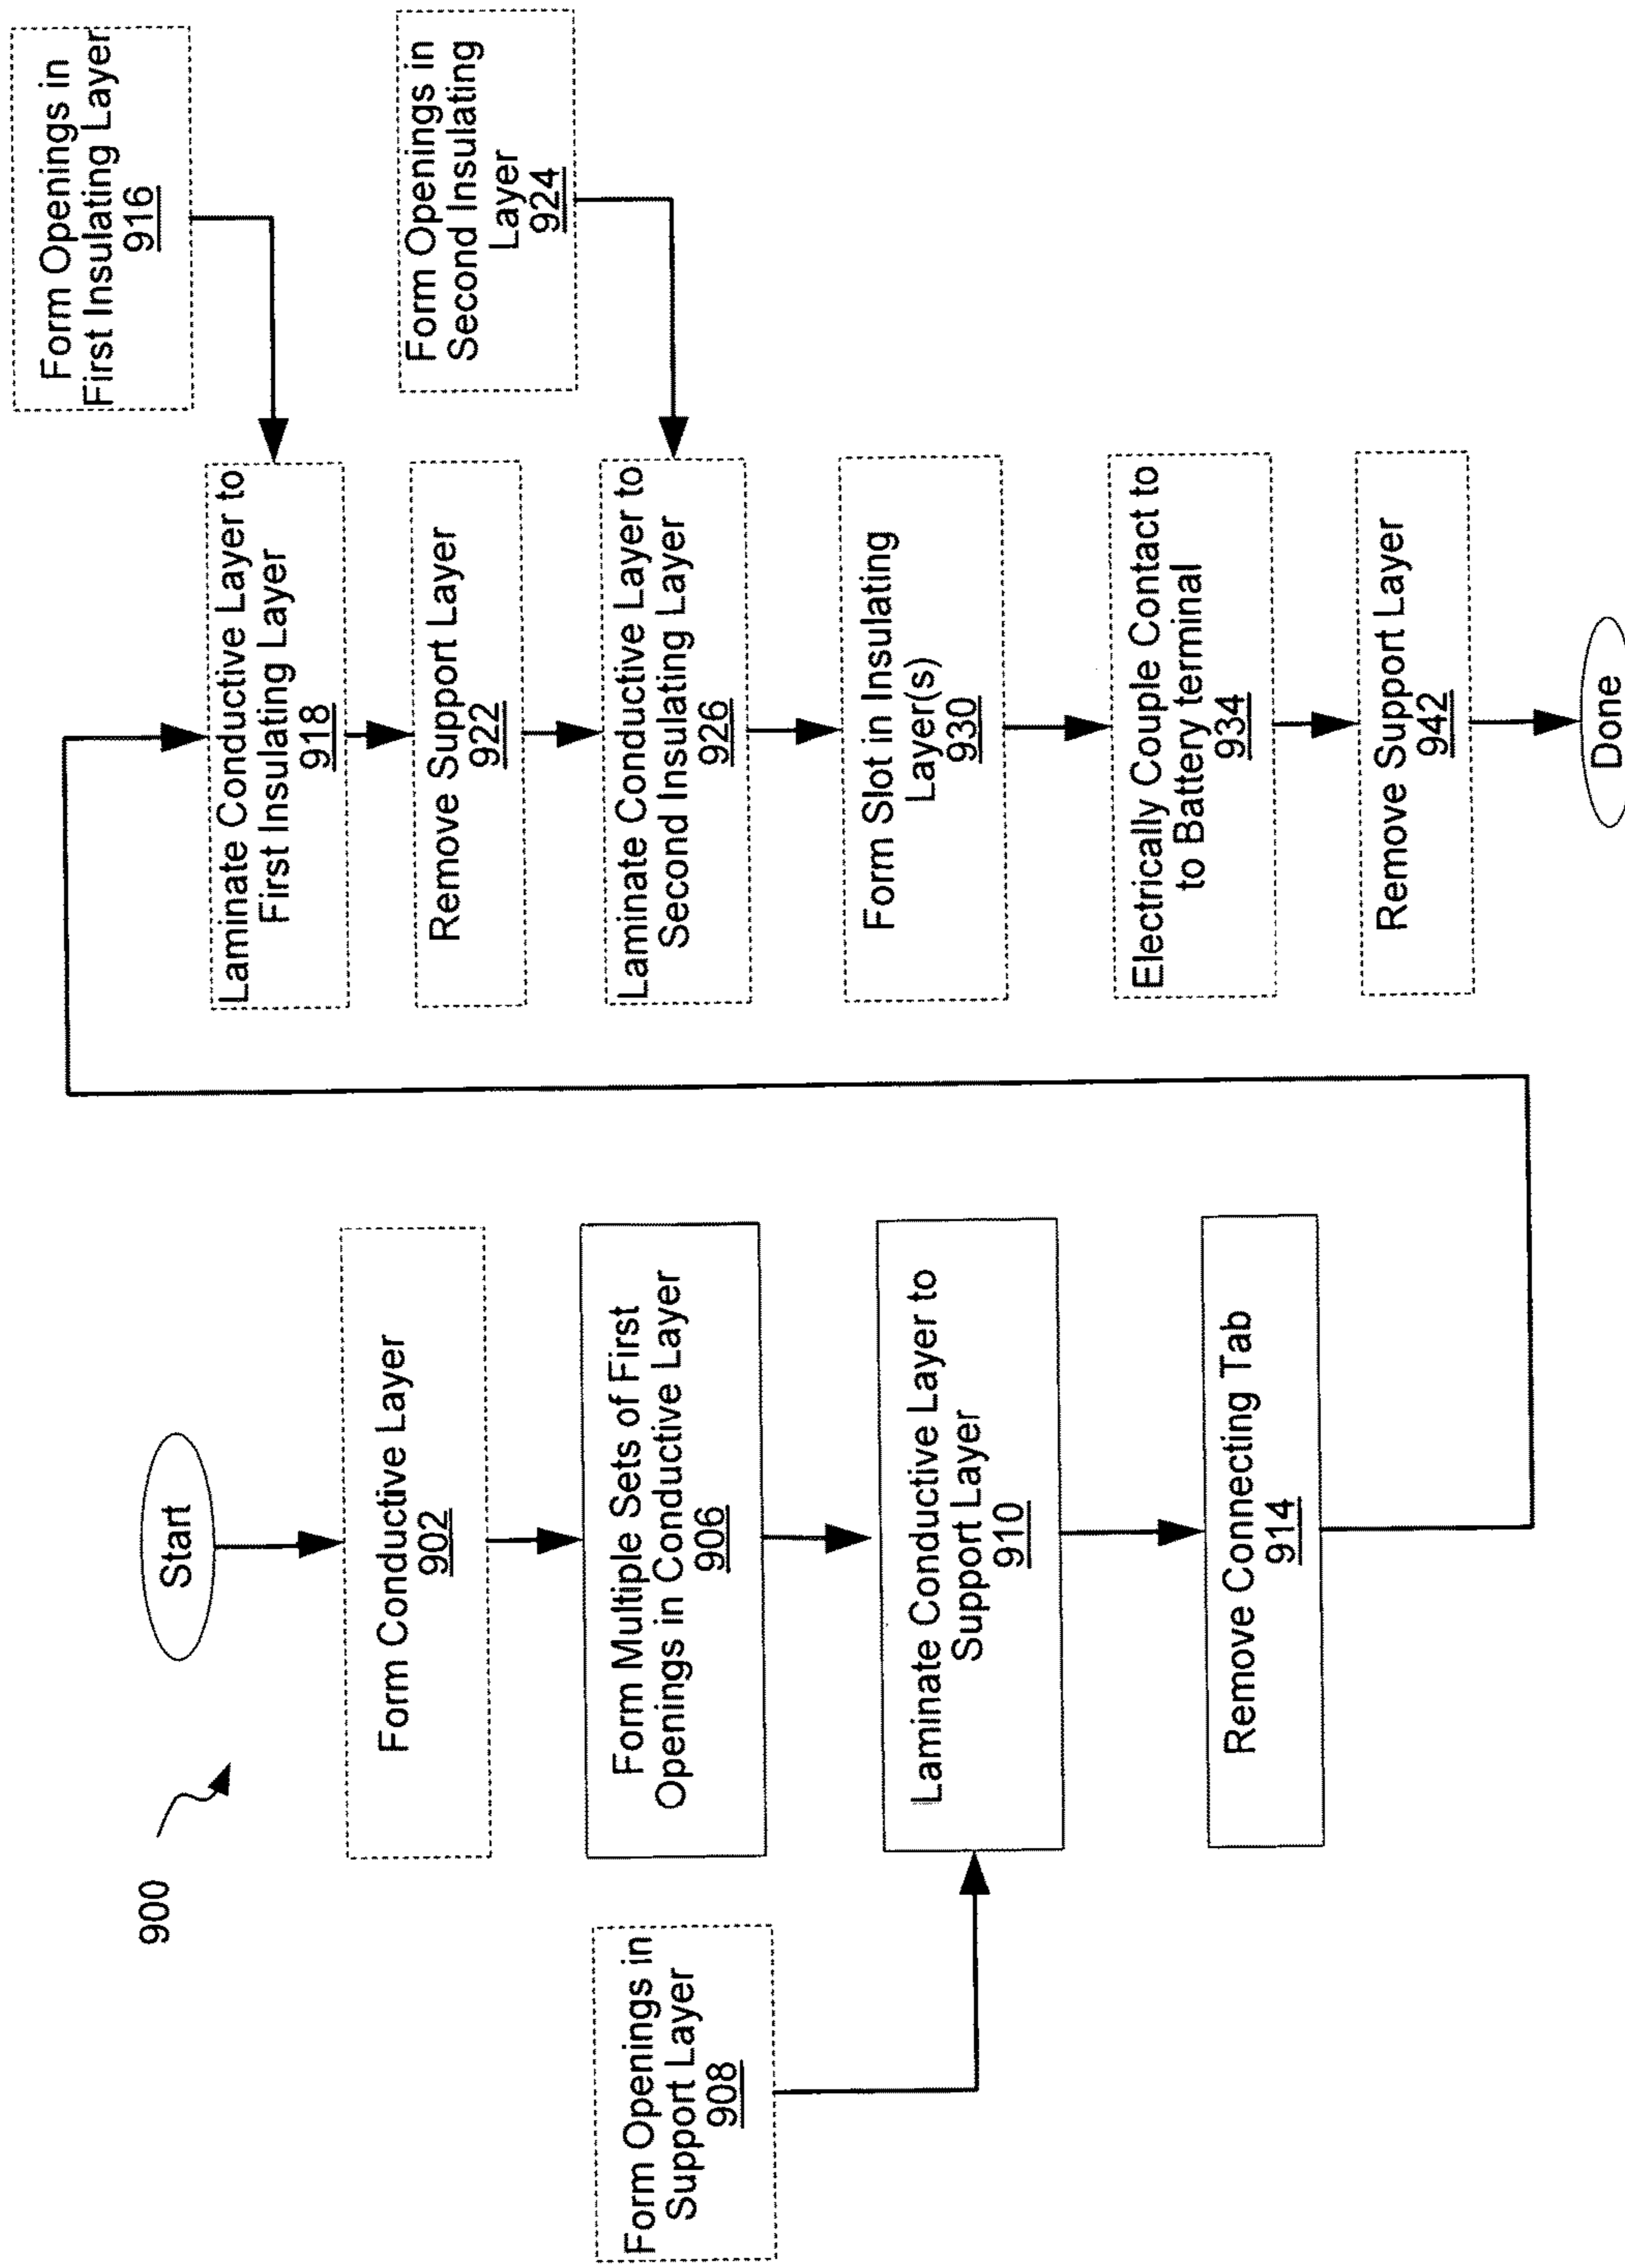 900
Start
Form Conductive Layer
902
Form Multiple Sets of First
Openings in Conductive Layer
906
Form Openings in
Support Layer
908
Laminate Conductive Layer to
Support Layer
910
Remove Connecting Tab
914
Form Openings in
First Insulating Layer
916
Laminate Conductive Layer to
First Insulating Layer
918
Remove Support Layer
922
Form Openings in
Second Insulating
Layer
924
Laminate Conductive Layer to
Second Insulating Layer
926
Form Slot in Insulating
Layer(s)
930
Electrically Couple Contact to
to Battery terminal
934
Remove Support Layer
942
Done